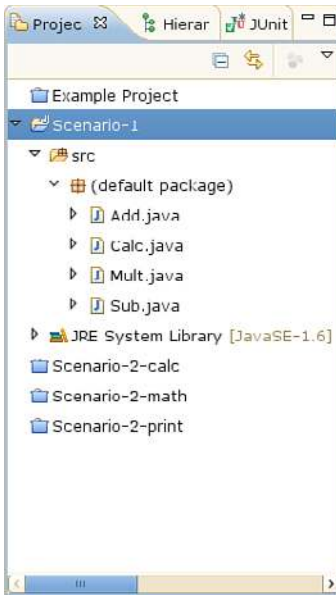 Projec Hierar JUnit
Example Project
Scenario-1
src
(default package)
Add.java
Calc.java
Mult.java
Sub.java
JRE System Library [JavaSE-1.6]
Scenario-2-calc
Scenario-2-math
Scenario-2-print